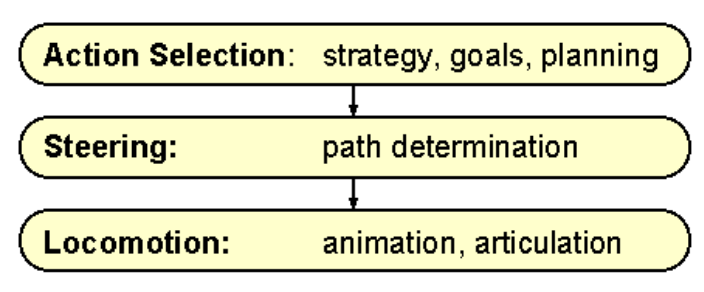 Action Selection: strategy, goals, planning
Steering: path determination
Locomotion: animation, articulation